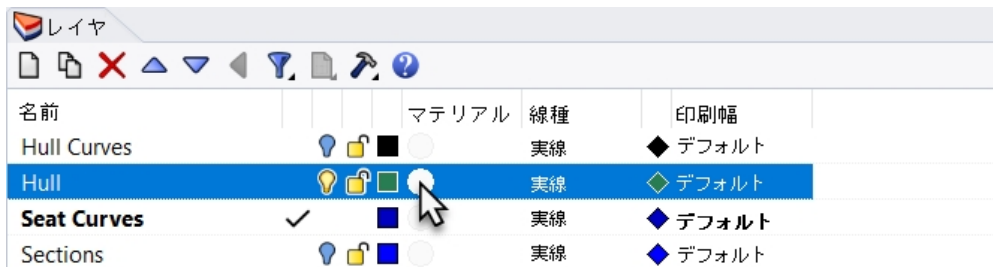 レイヤ
名前 マテリアル 線種 印刷幅
Hull Curves 実線 デフォルト
Hull 実線 デフォルト
Seat Curves 実線 デフォルト
Sections 実線 デフォルト